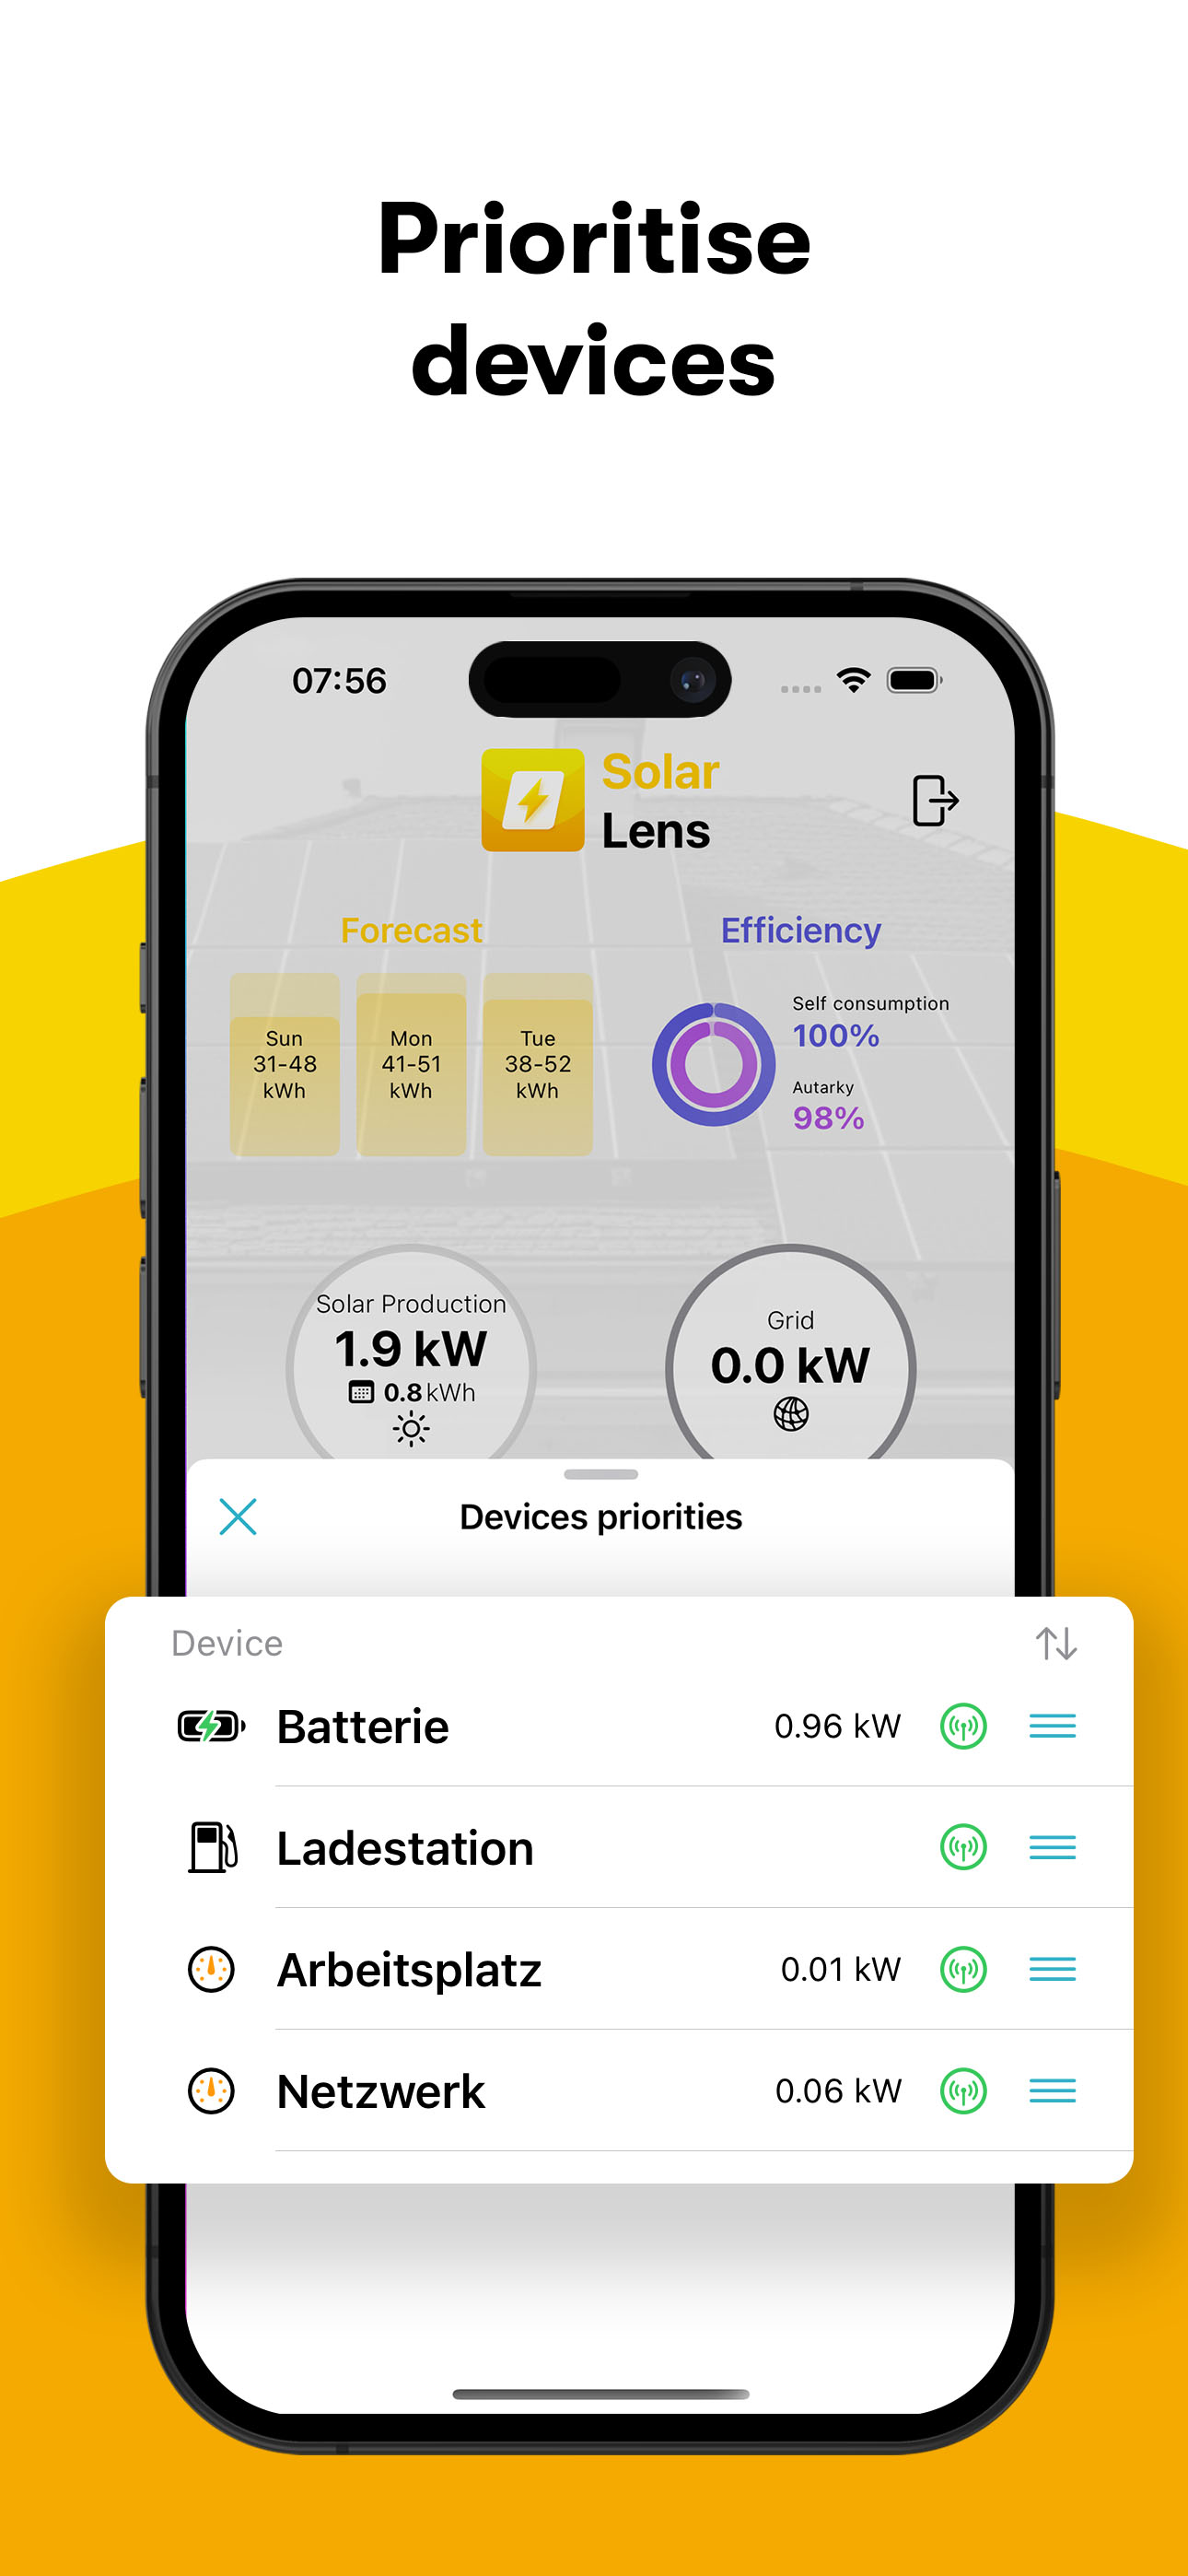 Prioritise
devices
07:56
Solar
Lens
Forecast
Efficiency
Sun
31-48
kWh
Mon
41-51
kWh
Tue
38-52
kWh
Self consumption
100%
Autarky
98%
Solar Production
1.9 kW
0.8 kWh
Grid
0.0 kW
Devices priorities
Device
Batterie 0.96 kW
Ladestation
Arbeitsplatz 0.01 kW
Netzwerk 0.06 kW